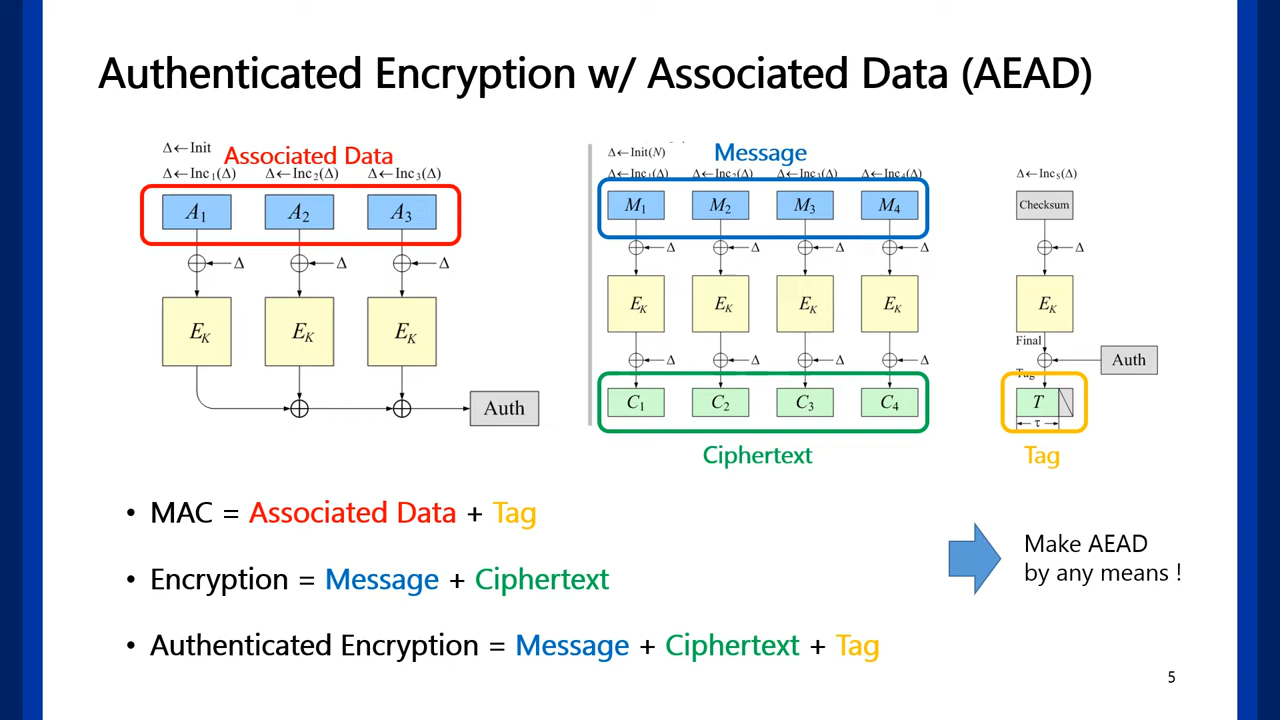 Authenticated Encryption w/ Associated Data (AEAD)
Δ←Init
Associated Data
Δ←Inc₁(Δ) Δ←Inc₂(Δ) Δ←Inc₃(Δ)
A₁ A₂ A₃
Δ Δ Δ
E_K E_K E_K
Auth
Δ←Init(N)
Message
Δ←Inc₁(Δ) Δ←Inc₂(Δ) Δ←Inc₃(Δ) Δ←Inc₄(Δ)
M₁ M₂ M₃ M₄
Δ Δ Δ Δ
E_K E_K E_K E_K
Δ Δ Δ Δ
C₁ C₂ C₃ C₄
Ciphertext
Δ←Inc₅(Δ)
Checksum
Δ
E_K
Final
Auth
Tag
T
τ
Tag
• MAC = Associated Data + Tag
• Encryption = Message + Ciphertext
• Authenticated Encryption = Message + Ciphertext + Tag
Make AEAD
by any means !
5